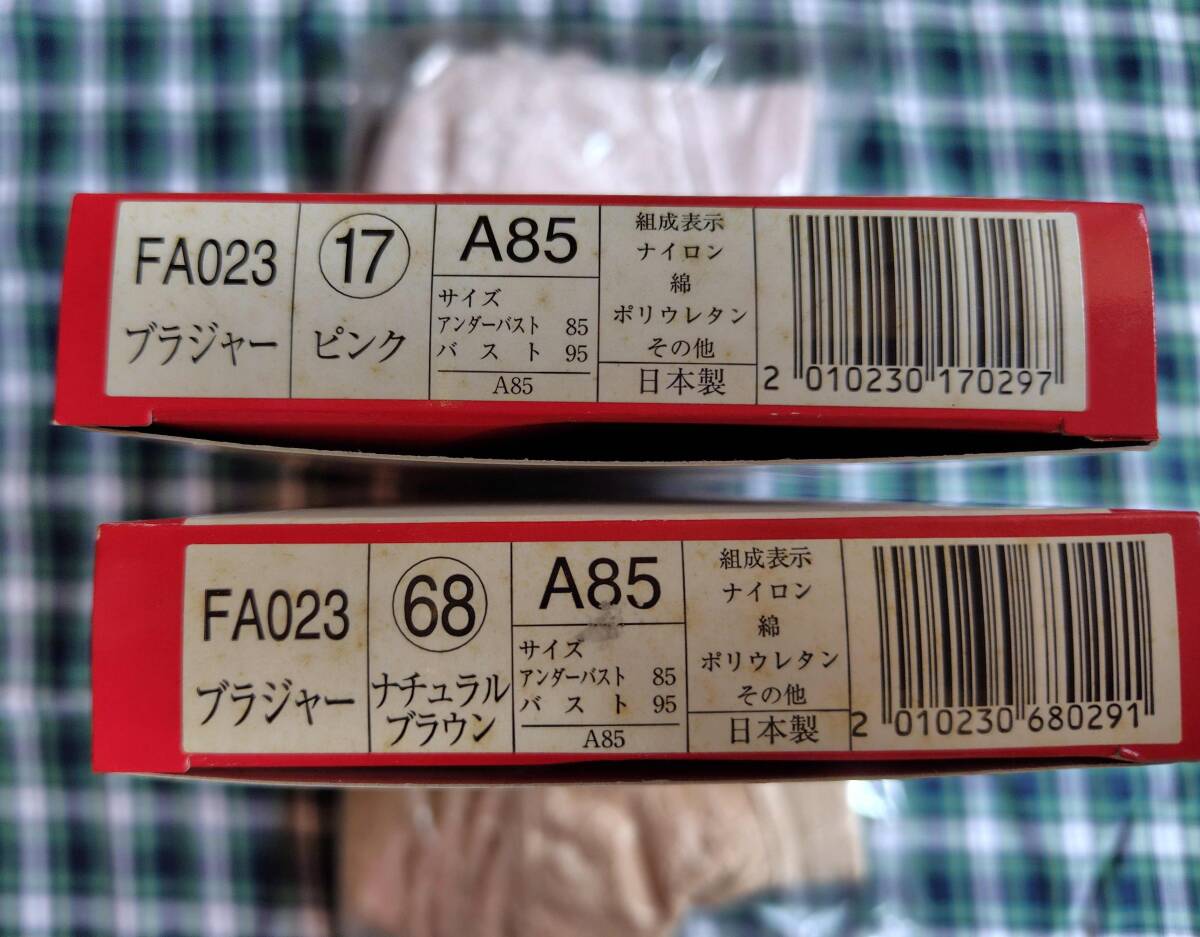 FA023
ブラジャー
17
ピンク
A85
サイズ
アンダーバスト 85
バスト 95
A85
組成表示
ナイロン
綿
ポリウレタン
その他
日本製
2 010230 170297
FA023
ブラジャー
68
ナチュラル
ブラウン
A85
サイズ
アンダーバスト 85
バスト 95
A85
組成表示
ナイロン
綿
ポリウレタン
その他
日本製
2 010230 680291